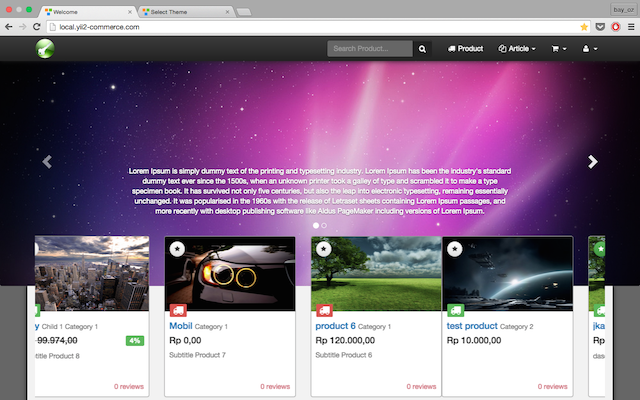 Welcome
Select Theme
bay_oz
local.yii2-commerce.com
Search Product...
Product
Article
Lorem Ipsum is simply dummy text of the printing and typesetting industry. Lorem Ipsum has been the industry's standard
dummy text ever since the 1500s, when an unknown printer took a galley of type and scrambled it to make a type
specimen book. It has survived not only five centuries, but also the leap into electronic typesetting, remaining essentially
unchanged. It was popularised in the 1960s with the release of Letraset sheets containing Lorem Ipsum passages, and
more recently with desktop publishing software like Aldus PageMaker including versions of Lorem Ipsum.
y Child 1 Category 1
99.974,00
4%
btitle Product 8
0 reviews
Mobil Category 1
Rp 0,00
Subtitle Product 7
0 reviews
product 6 Category 1
Rp 120.000,00
Subtitle Product 6
test product Category 2
Rp 10.000,00
0 reviews
jka
Rp
das